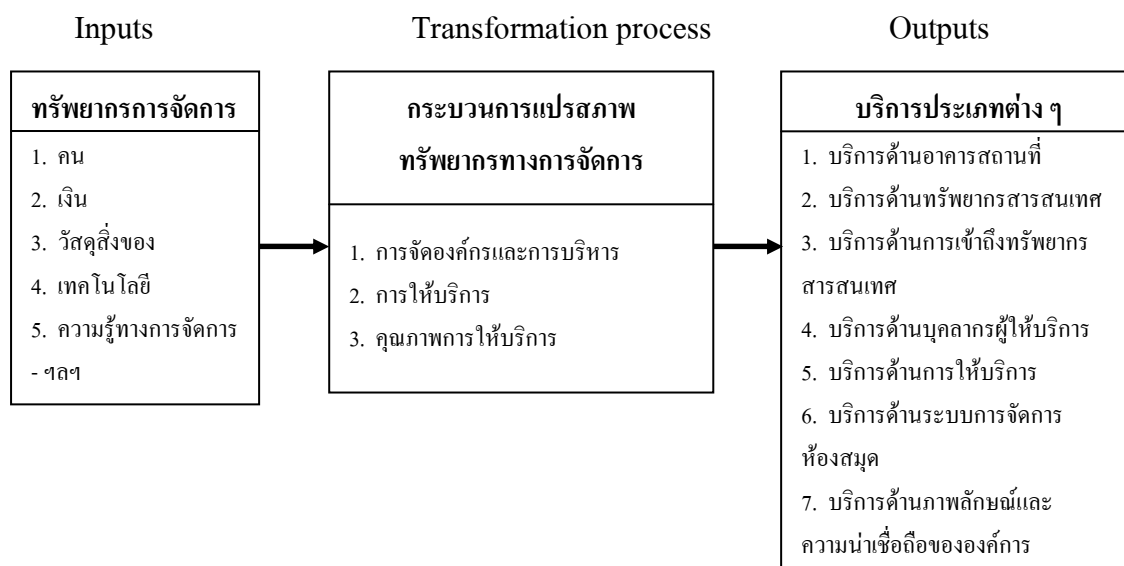 Inputs
Transformation process
Outputs
ทรัพยากรการจัดการ
1. คน
2. เงิน
3. วัสดุสิ่งของ
4. เทคโนโลยี
5. ความรู้ทางการจัดการ
- ฯลฯ
กระบวนการแปรสภาพ
ทรัพยากรทางการจัดการ
1. การจัดองค์กรและการบริหาร
2. การให้บริการ
3. คุณภาพการให้บริการ
บริการประเภทต่าง ๆ
1. บริการด้านอาคารสถานที่
2. บริการด้านทรัพยากรสารสนเทศ
3. บริการด้านการเข้าถึงทรัพยากร
สารสนเทศ
4. บริการด้านบุคลากรผู้ให้บริการ
5. บริการด้านการให้บริการ
6. บริการด้านระบบการจัดการ
ห้องสมุด
7. บริการด้านภาพลักษณ์และ
ความน่าเชื่อถือขององค์การ